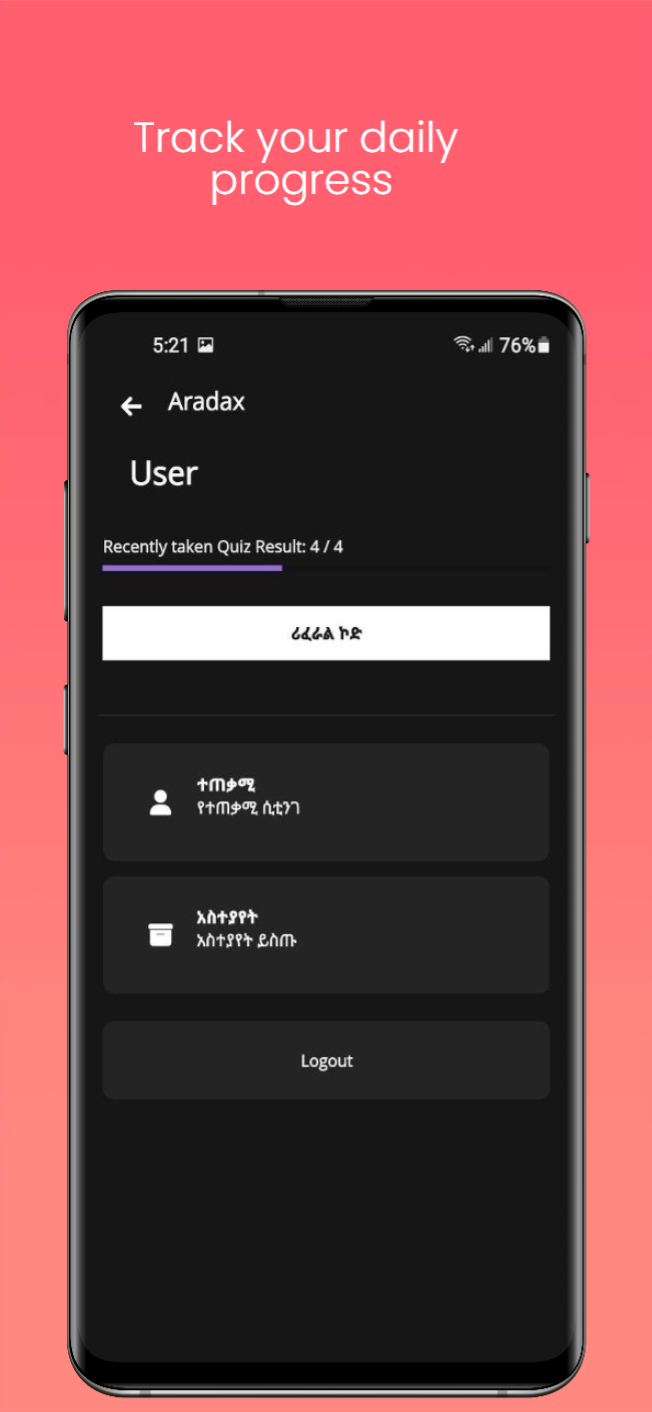 Track your daily
progress
5:21
76%
Aradax
User
Recently taken Quiz Result: 4 / 4
ሪፈራል ኮድ
ተጠቃሚ
የተጠቃሚ ሴቲንገ
አስተያየት
አስተያየት ይስጡ
Logout